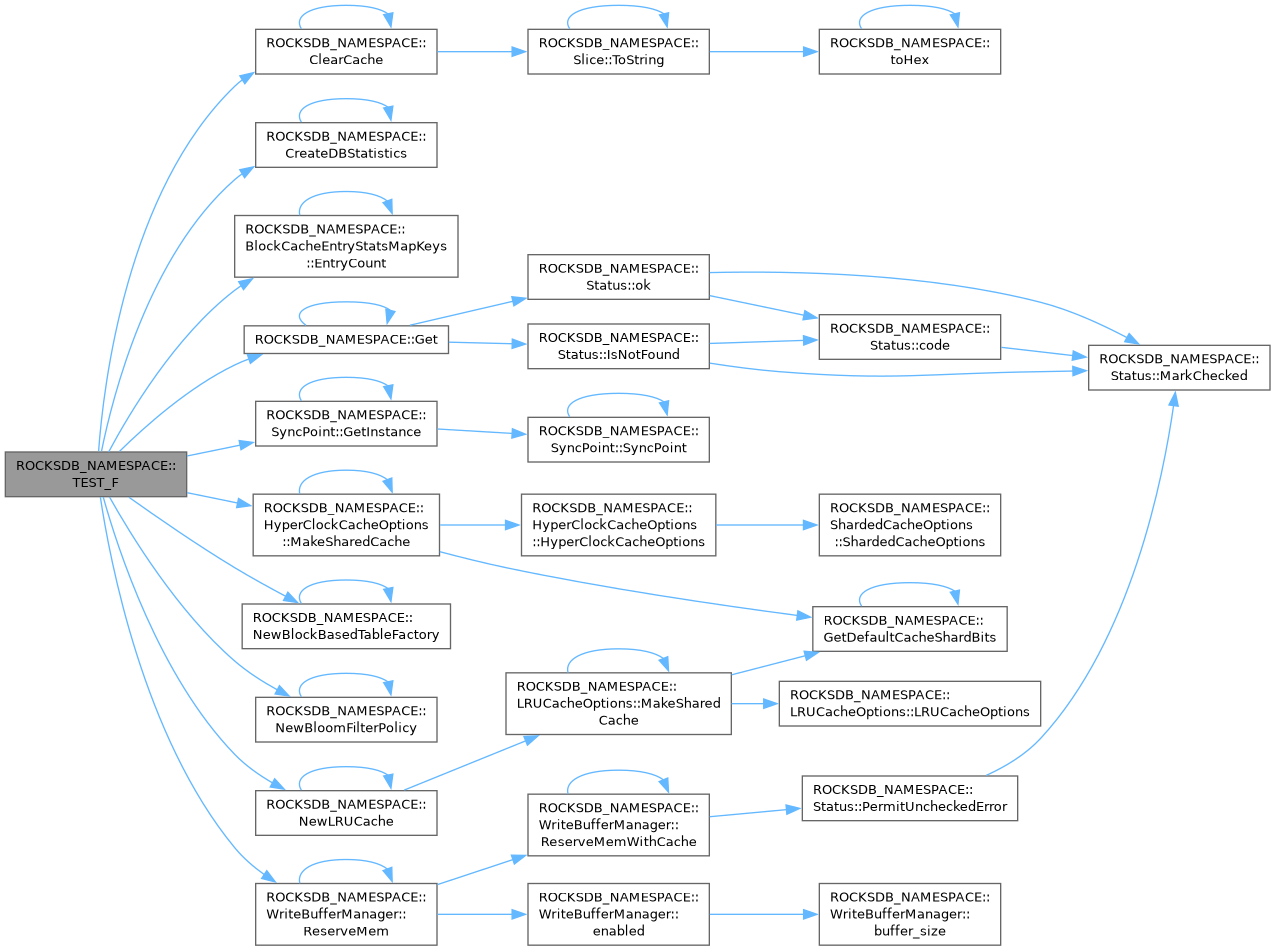 ROCKSDB_NAMESPACE::
TEST_F
ROCKSDB_NAMESPACE::
ClearCache
ROCKSDB_NAMESPACE::
Slice::ToString
ROCKSDB_NAMESPACE::
toHex
ROCKSDB_NAMESPACE::
CreateDBStatistics
ROCKSDB_NAMESPACE::
BlockCacheEntryStatsMapKeys
::EntryCount
ROCKSDB_NAMESPACE::Get
ROCKSDB_NAMESPACE::
Status::ok
ROCKSDB_NAMESPACE::
Status::IsNotFound
ROCKSDB_NAMESPACE::
Status::code
ROCKSDB_NAMESPACE::
Status::MarkChecked
ROCKSDB_NAMESPACE::
SyncPoint::GetInstance
ROCKSDB_NAMESPACE::
SyncPoint::SyncPoint
ROCKSDB_NAMESPACE::
HyperClockCacheOptions
::MakeSharedCache
ROCKSDB_NAMESPACE::
HyperClockCacheOptions
::HyperClockCacheOptions
ROCKSDB_NAMESPACE::
ShardedCacheOptions
::ShardedCacheOptions
ROCKSDB_NAMESPACE::
NewBlockBasedTableFactory
ROCKSDB_NAMESPACE::
GetDefaultCacheShardBits
ROCKSDB_NAMESPACE::
NewBloomFilterPolicy
ROCKSDB_NAMESPACE::
LRUCacheOptions::MakeShared
Cache
ROCKSDB_NAMESPACE::
LRUCacheOptions::LRUCacheOptions
ROCKSDB_NAMESPACE::
NewLRUCache
ROCKSDB_NAMESPACE::
WriteBufferManager::
ReserveMemWithCache
ROCKSDB_NAMESPACE::
Status::PermitUncheckedError
ROCKSDB_NAMESPACE::
WriteBufferManager::
ReserveMem
ROCKSDB_NAMESPACE::
WriteBufferManager::
enabled
ROCKSDB_NAMESPACE::
WriteBufferManager::
buffer_size